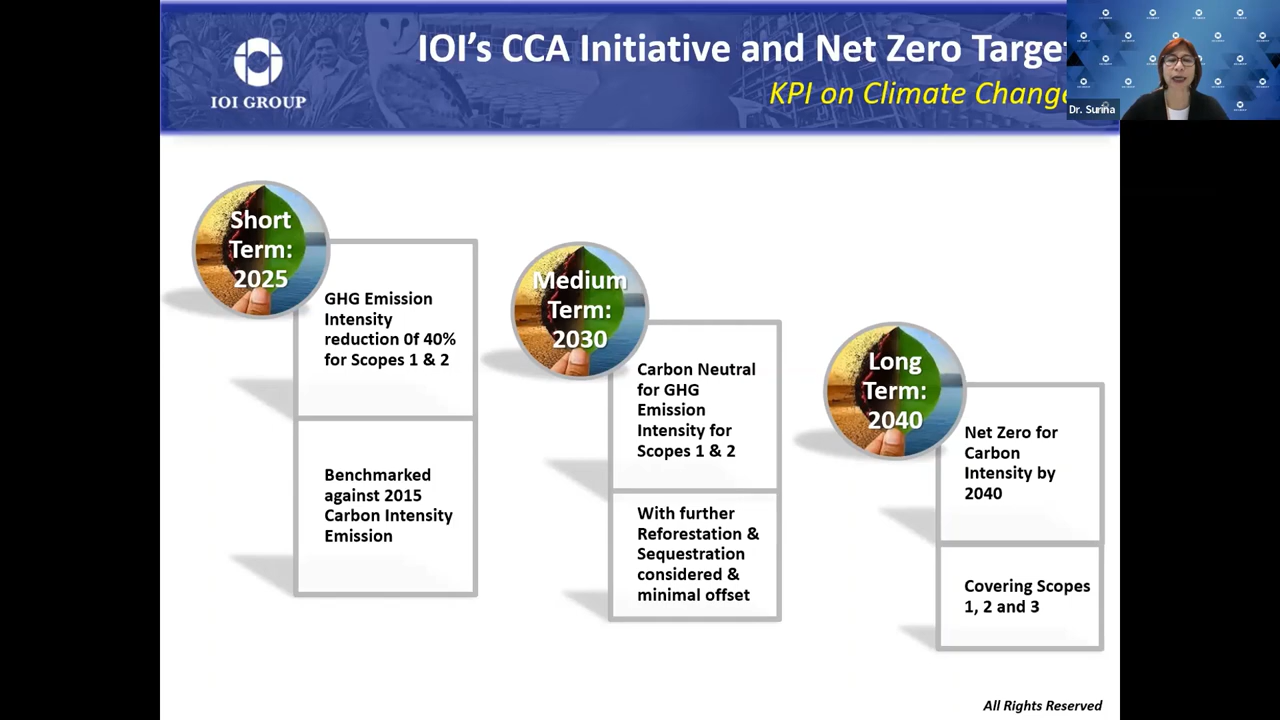 IOI GROUP
IOI's CCA Initiative and Net Zero Targe
KPI on Climate Change
Dr. Surina
Short
Term:
2025
GHG Emission
Intensity
reduction 0f 40%
for Scopes 1 & 2
Benchmarked
against 2015
Carbon Intensity
Emission
Medium
Term:
2030
Carbon Neutral
for GHG
Emission
Intensity for
Scopes 1 & 2
With further
Reforestation &
Sequestration
considered &
minimal offset
Long
Term:
2040
Net Zero for
Carbon
Intensity by
2040
Covering Scopes
1, 2 and 3
All Rights Reserved